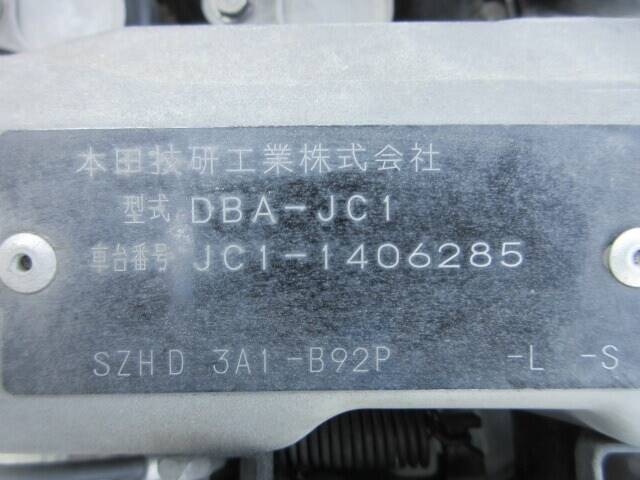 本田技研工業株式会社
型式 DBA-JC1
車台番号 JC1-1406285
SZHD 3A1-B92P -L -S